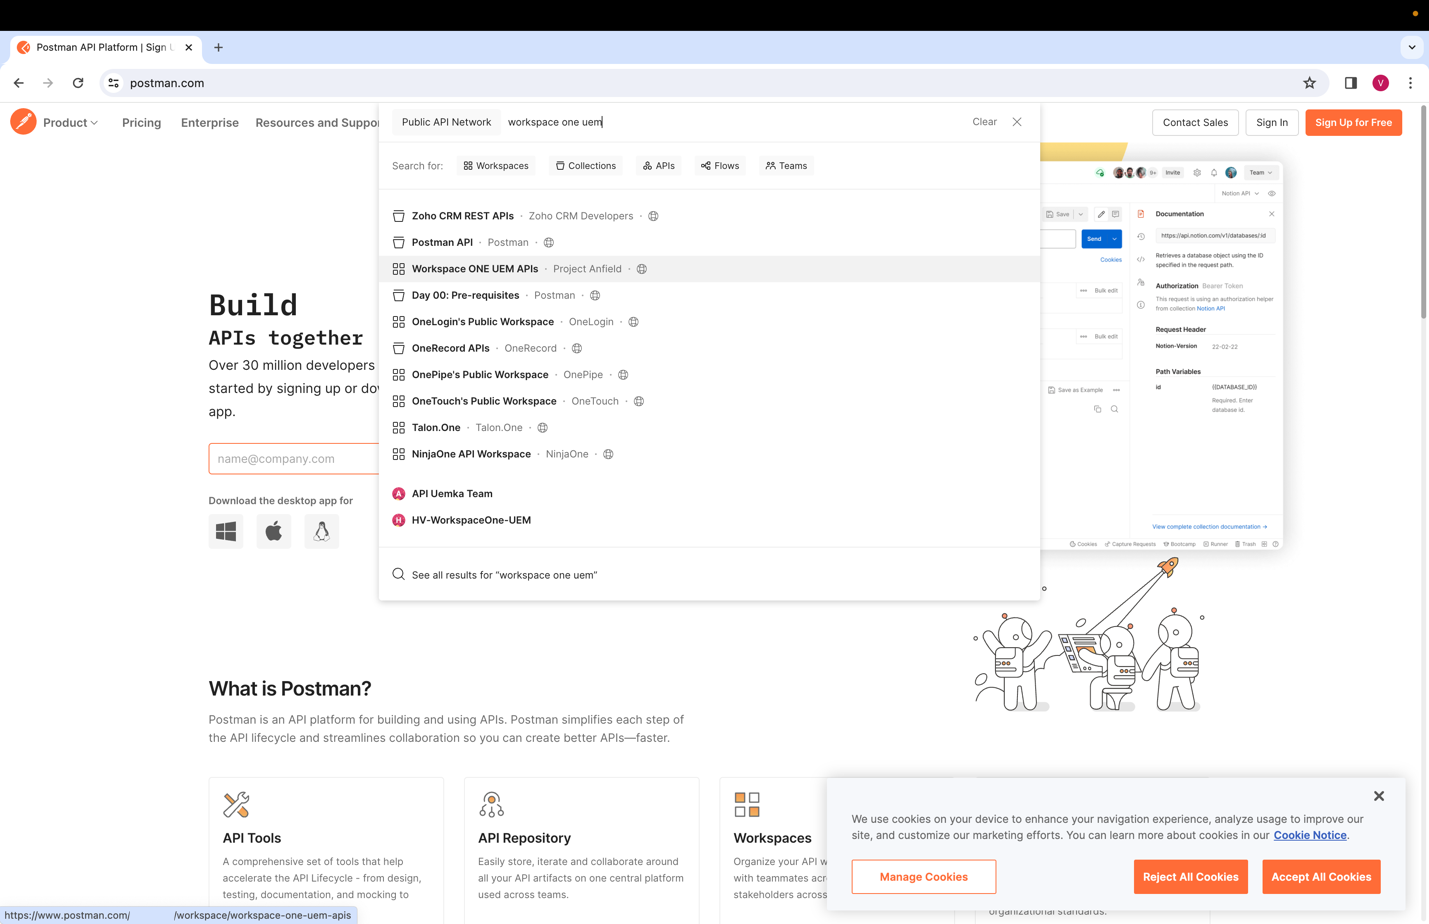 Postman API Platform | Sign U
postman.com
V
Product
Pricing
Enterprise
Resources and Suppor
Public API Network
workspace one uem
Clear
Contact Sales
Sign In
Sign Up for Free
Search for:
Workspaces
Collections
APIs
Flows
Teams
Zoho CRM REST APIs · Zoho CRM Developers ·
Postman API · Postman ·
Workspace ONE UEM APIs · Project Anfield ·
Day 00: Pre-requisites · Postman ·
OneLogin's Public Workspace · OneLogin ·
OneRecord APIs · OneRecord ·
OnePipe's Public Workspace · OnePipe ·
OneTouch's Public Workspace · OneTouch ·
Talon.One · Talon.One ·
NinjaOne API Workspace · NinjaOne ·
A API Uemka Team
H HV-WorkspaceOne-UEM
See all results for "workspace one uem"
Build
APIs together
Over 30 million developers
started by signing up or dow
app.
name@company.com
Download the desktop app for
9+
Invite
Team
Notion API
Save
Send
Cookies
Bulk edit
Bulk edit
Save as Example
Documentation
https://api.notion.com/v1/databases/:id
Retrieves a database object using the ID
specified in the request path.
Authorization Bearer Token
This request is using an authorization helper
from collection Notion API
Request Header
Notion-Version 22-02-22
Path Variables
id {{DATABASE_ID}}
Required. Enter
database id.
View complete collection documentation →
Cookies
Capture Requests
Bootcamp
Runner
Trash
What is Postman?
Postman is an API platform for building and using APIs. Postman simplifies each step of
the API lifecycle and streamlines collaboration so you can create better APIs—faster.
API Tools
A comprehensive set of tools that help
accelerate the API Lifecycle - from design,
testing, documentation, and mocking to
API Repository
Easily store, iterate and collaborate around
all your API artifacts on one central platform
used across teams.
Workspaces
Organize your API w
with teammates acr
stakeholders across
organizational standards.
We use cookies on your device to enhance your navigation experience, analyze usage to improve our
site, and customize our marketing efforts. You can learn more about cookies in our Cookie Notice.
Manage Cookies
Reject All Cookies
Accept All Cookies
https://www.postman.com/ /workspace/workspace-one-uem-apis